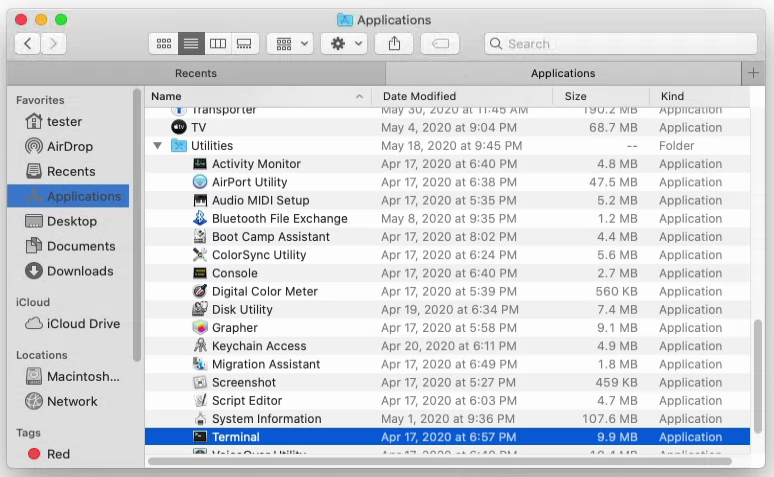 Applications
Search
Recents
Applications
Favorites
tester
AirDrop
Recents
Applications
Desktop
Documents
Downloads
iCloud
iCloud Drive
Locations
Macintosh...
Network
Tags
Red
Name Date Modified Size Kind
Transporter May 30, 2020 at 11:45 AM 190.2 MB Application
TV May 4, 2020 at 9:04 PM 68.7 MB Application
Utilities May 18, 2020 at 9:45 PM -- Folder
Activity Monitor Apr 17, 2020 at 6:40 PM 4.8 MB Application
AirPort Utility Apr 17, 2020 at 6:38 PM 47.5 MB Application
Audio MIDI Setup Apr 17, 2020 at 5:35 PM 5.2 MB Application
Bluetooth File Exchange May 8, 2020 at 9:35 PM 1.2 MB Application
Boot Camp Assistant Apr 17, 2020 at 8:02 PM 4.4 MB Application
ColorSync Utility Apr 17, 2020 at 6:24 PM 5.6 MB Application
Console Apr 17, 2020 at 6:40 PM 2.7 MB Application
Digital Color Meter Apr 17, 2020 at 5:39 PM 560 KB Application
Disk Utility Apr 19, 2020 at 6:34 PM 7.4 MB Application
Grapher Apr 17, 2020 at 5:58 PM 9.1 MB Application
Keychain Access Apr 20, 2020 at 6:11 PM 4.9 MB Application
Migration Assistant Apr 17, 2020 at 6:49 PM 1.8 MB Application
Screenshot Apr 17, 2020 at 5:27 PM 459 KB Application
Script Editor Apr 17, 2020 at 6:03 PM 4.7 MB Application
System Information May 1, 2020 at 9:36 PM 107.6 MB Application
Terminal Apr 17, 2020 at 6:57 PM 9.9 MB Application
VoiceOver Utility